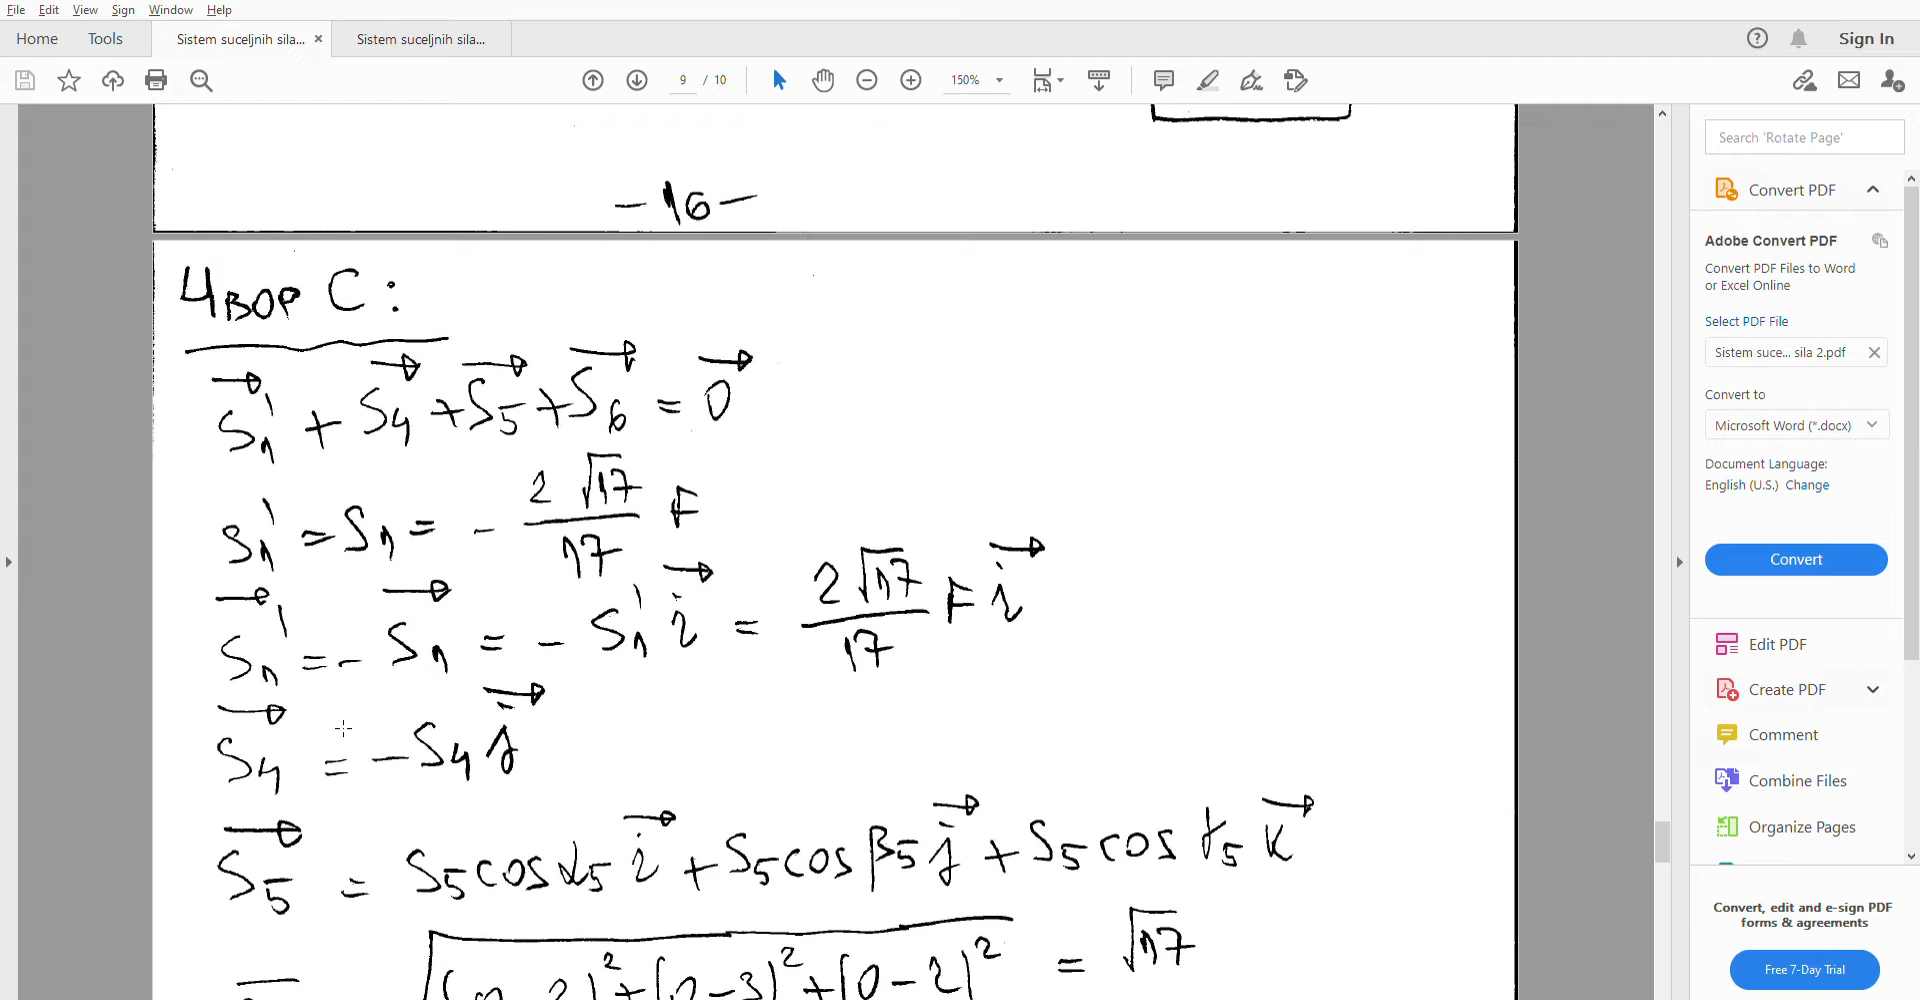 File Edit View Sign Window Help
Home Tools Sistem suceljnih sila... × Sistem suceljnih sila... Sign In
9 / 10 150%
- 16 -
Чвор C:
S₁' + S₄ + S₅ + S₆ = 0
S₁' = S₁ = - 2√17/17 F
S₁' = - S₁ = - S₁' i = 2√17/17 F i
S₄ = - S₄ j
S₅ = S₅ cos α₅ i + S₅ cos β₅ j + S₅ cos γ₅ k
= √17
Search 'Rotate Page'
Convert PDF
Adobe Convert PDF
Convert PDF Files to Word
or Excel Online
Select PDF File
Sistem suce... sila 2.pdf
Convert to
Microsoft Word (*.docx)
Document Language:
English (U.S.) Change
Convert
Edit PDF
Create PDF
Comment
Combine Files
Organize Pages
Convert, edit and e-sign PDF
forms & agreements
Free 7-Day Trial